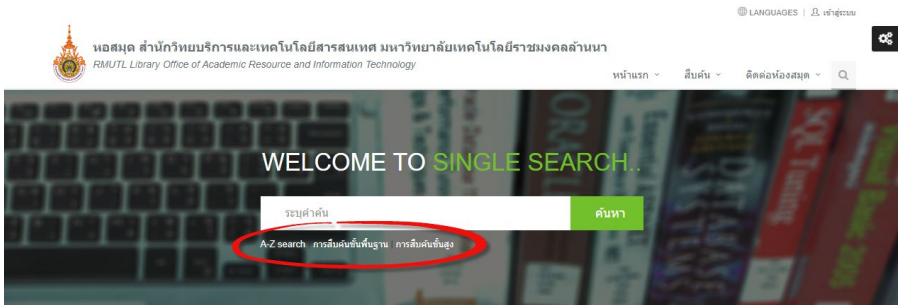 LANGUAGES | เข้าสู่ระบบ
หอสมุด สำนักวิทยบริการและเทคโนโลยีสารสนเทศ มหาวิทยาลัยเทคโนโลยีราชมงคลล้านนา
RMUTL Library Office of Academic Resource and Information Technology
หน้าแรก สืบค้น ติดต่อห้องสมุด
WELCOME TO SINGLE SEARCH..
ระบุคำค้น ค้นหา
A-Z search การสืบค้นขั้นพื้นฐาน การสืบค้นขั้นสูง
SQL Tuning
Visual Basic 2005